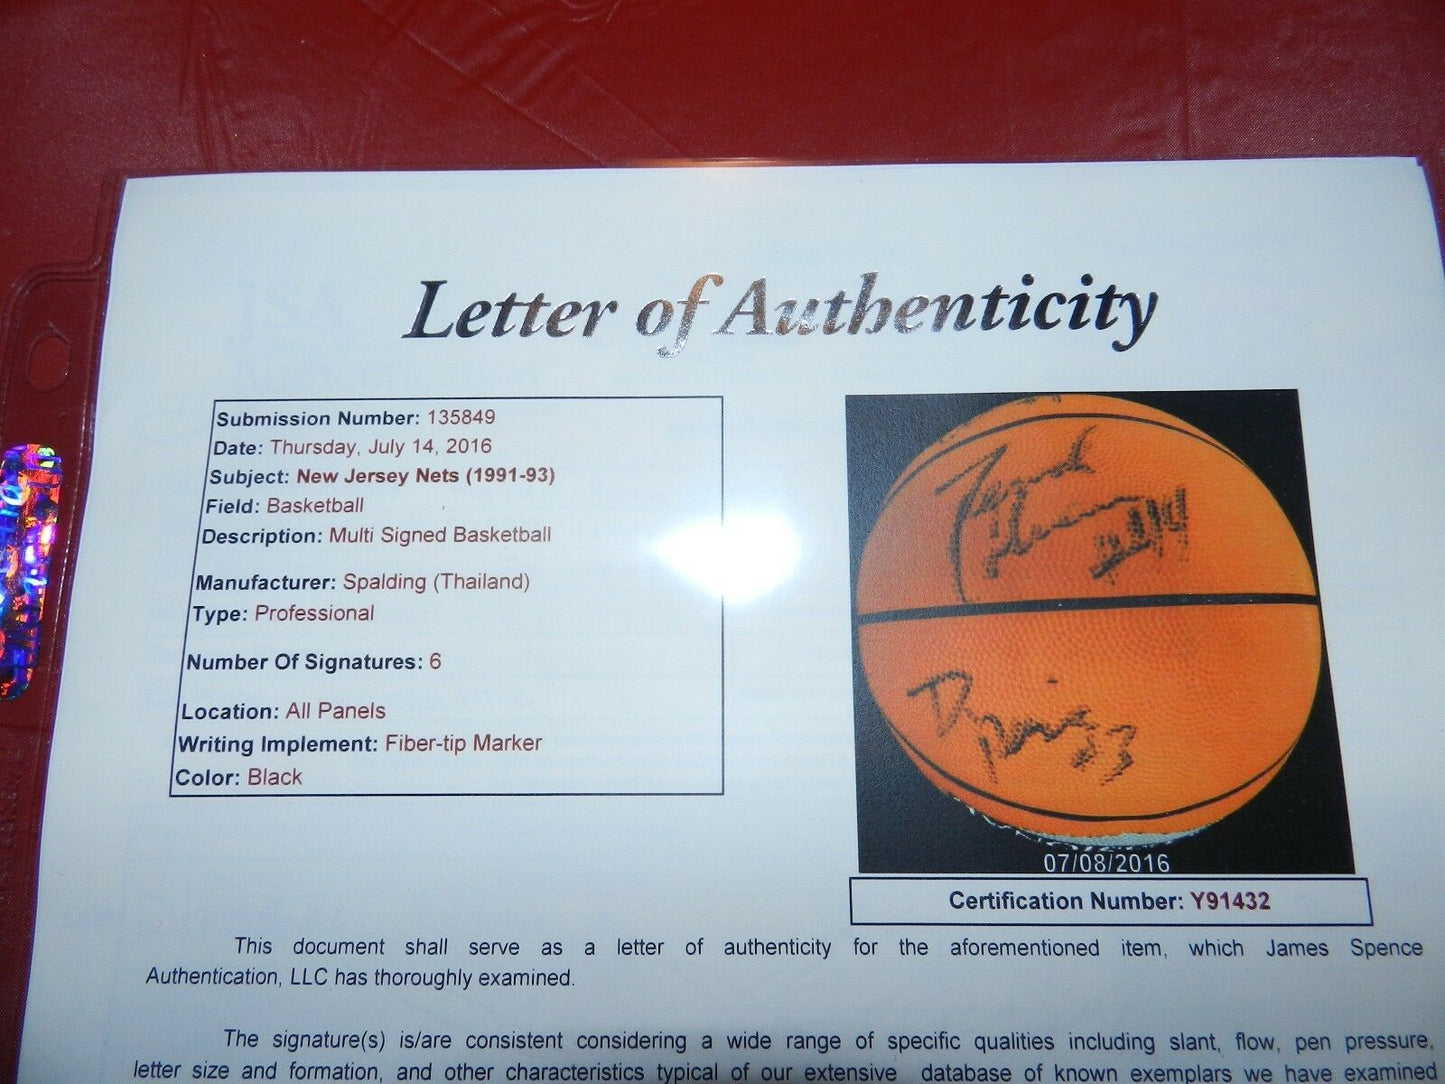 Letter of Authenticity
Submission Number: 135849
Date: Thursday, July 14, 2016
Subject: New Jersey Nets (1991-93)
Field: Basketball
Description: Multi Signed Basketball
Manufacturer: Spalding (Thailand)
Type: Professional
Number Of Signatures: 6
Location: All Panels
Writing Implement: Fiber-tip Marker
Color: Black
07/08/2016
Certification Number: Y91432
This document shall serve as a letter of authenticity for the aforementioned item, which James Spence
Authentication, LLC has thoroughly examined.
The signature(s) is/are consistent considering a wide range of specific qualities including slant, flow, pen pressure,
letter size and formation, and other characteristics typical of our extensive database of known exemplars we have examined